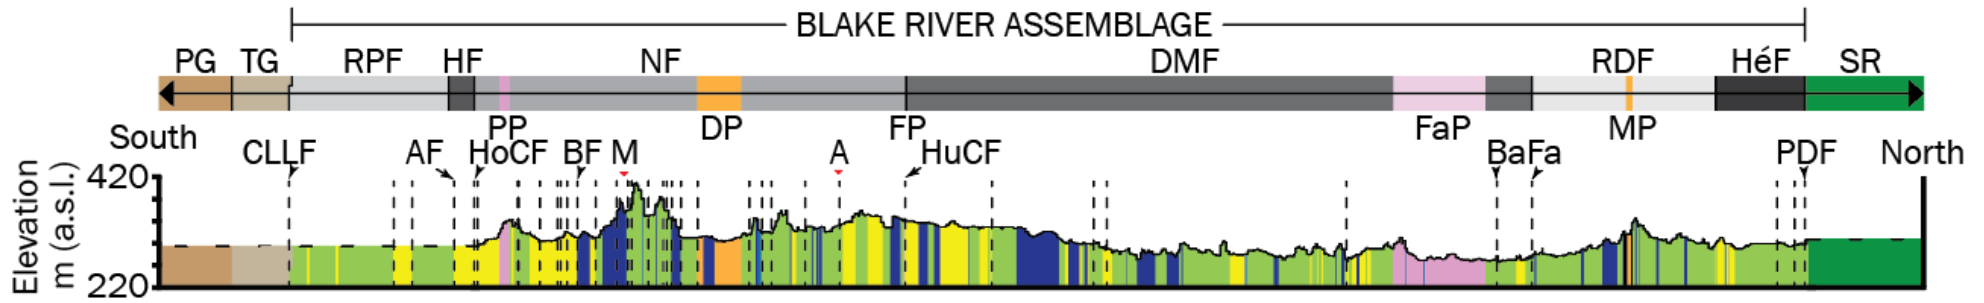 BLAKE RIVER ASSEMBLAGE
PG TG RPF HF NF DMF RDF HéF SR
PP DP FP FaP MP
South CLLF AF HoCF BF M A HuCF BaFa PDF North
Elevation
m (a.s.l.)
420
220